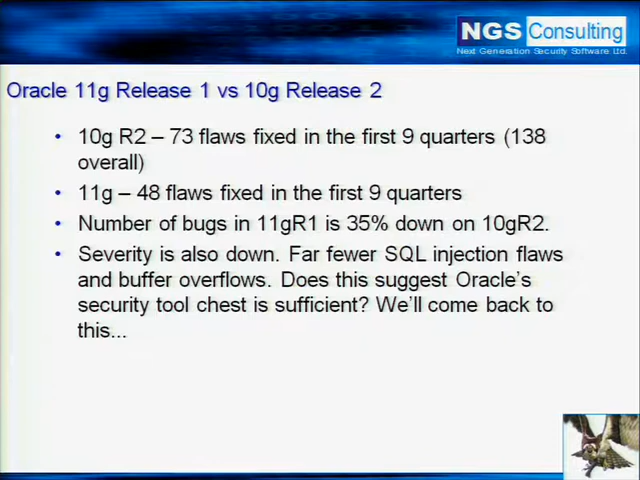 NGS Consulting
Next Generation Security Software Ltd.
Oracle 11g Release 1 vs 10g Release 2
• 10g R2 – 73 flaws fixed in the first 9 quarters (138
overall)
• 11g – 48 flaws fixed in the first 9 quarters
• Number of bugs in 11gR1 is 35% down on 10gR2.
• Severity is also down. Far fewer SQL injection flaws
and buffer overflows. Does this suggest Oracle's
security tool chest is sufficient? We'll come back to
this...